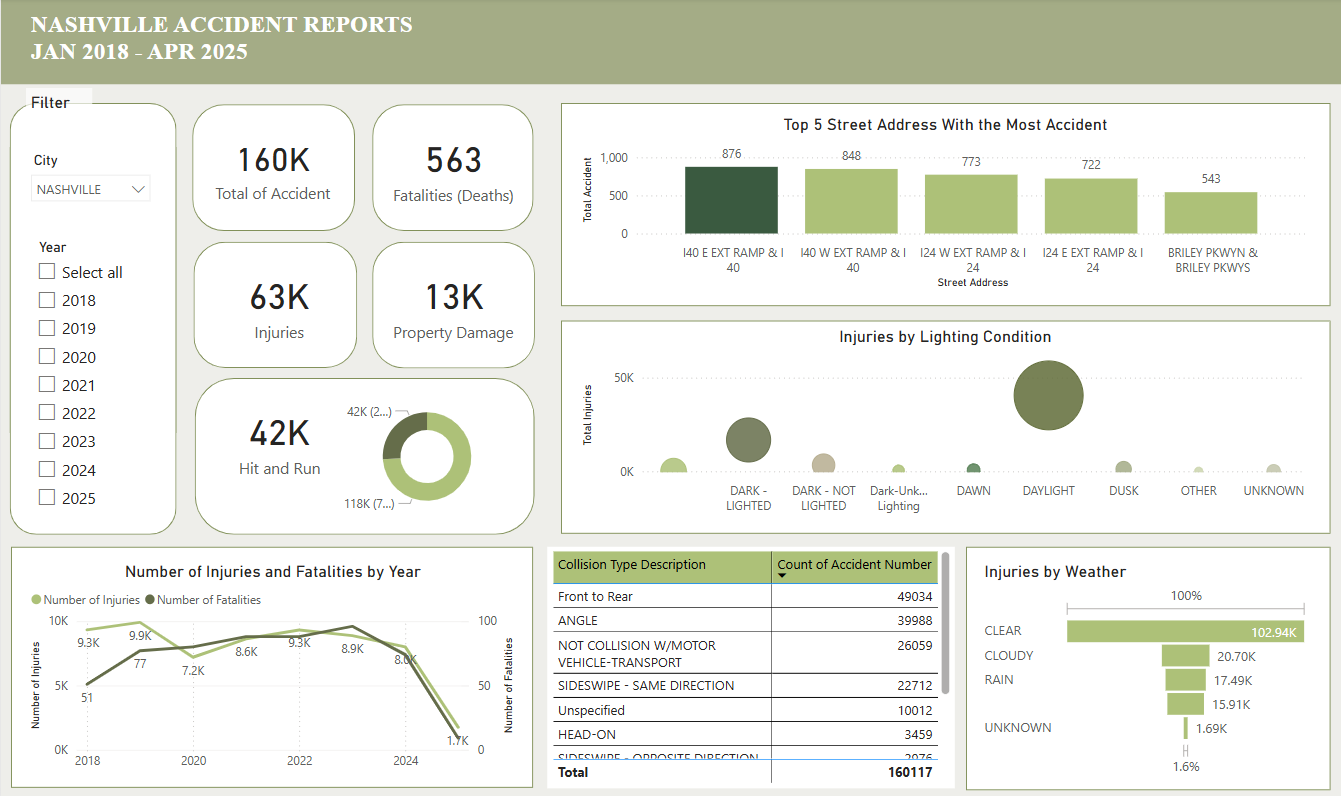 NASHVILLE ACCIDENT REPORTS
JAN 2018 - APR 2025
Filter
City
NASHVILLE
Year
Select all
2018
2019
2020
2021
2022
2023
2024
2025
160K
Total of Accident
563
Fatalities (Deaths)
63K
Injuries
13K
Property Damage
42K
Hit and Run
42K (2...)
118K (7...)
Top 5 Street Address With the Most Accident
Total Accident
1,000
500
0
876
848
773
722
543
I40 E EXT RAMP & I
40
I40 W EXT RAMP & I
40
I24 W EXT RAMP & I
24
I24 E EXT RAMP & I
24
BRILEY PKWYN &
BRILEY PKWYS
Street Address
Injuries by Lighting Condition
Total Injuries
50K
0K
DARK -
LIGHTED
DARK - NOT
LIGHTED
Dark-Unk...
Lighting
DAWN
DAYLIGHT
DUSK
OTHER
UNKNOWN
Number of Injuries and Fatalities by Year
Number of Injuries
Number of Fatalities
Number of Injuries
10K
5K
0K
9.3K
9.9K
7.2K
8.6K
9.3K
8.9K
8.0K
1.7K
51
77
100
50
0
Number of Fatalities
2018
2020
2022
2024
Collision Type Description Count of Accident Number
Front to Rear 49034
ANGLE 39988
NOT COLLISION W/MOTOR
VEHICLE-TRANSPORT 26059
SIDESWIPE - SAME DIRECTION 22712
Unspecified 10012
HEAD-ON 3459
SIDESWIPE - OPPOSITE DIRECTION 2976
Total 160117
Injuries by Weather
100%
CLEAR 102.94K
CLOUDY 20.70K
RAIN 17.49K
15.91K
UNKNOWN 1.69K
1.6%